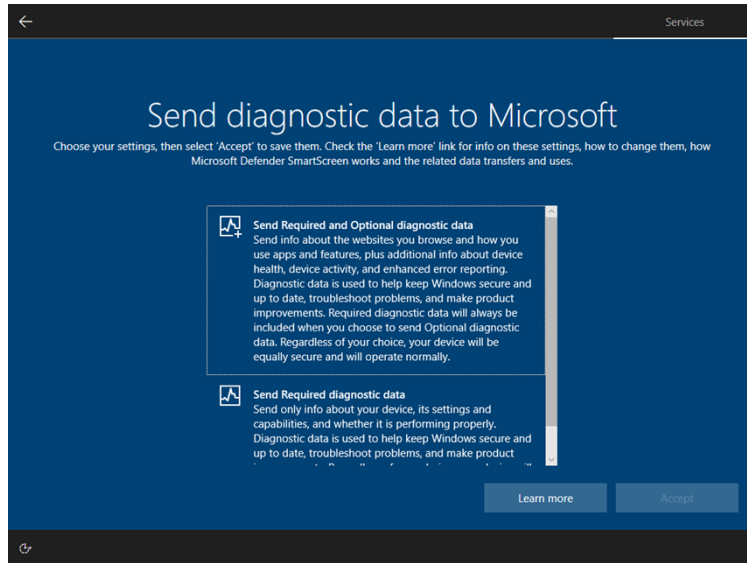 Services
Send diagnostic data to Microsoft
Choose your settings, then select 'Accept' to save them. Check the 'Learn more' link for info on these settings, how to change them, how
Microsoft Defender SmartScreen works and the related data transfers and uses.
Send Required and Optional diagnostic data
Send info about the websites you browse and how you
use apps and features, plus additional info about device
health, device activity, and enhanced error reporting.
Diagnostic data is used to help keep Windows secure and
up to date, troubleshoot problems, and make product
improvements. Required diagnostic data will always be
included when you choose to send Optional diagnostic
data. Regardless of your choice, your device will be
equally secure and will operate normally.
Send Required diagnostic data
Send only info about your device, its settings and
capabilities, and whether it is performing properly.
Diagnostic data is used to help keep Windows secure and
up to date, troubleshoot problems, and make product
Learn more
Accept